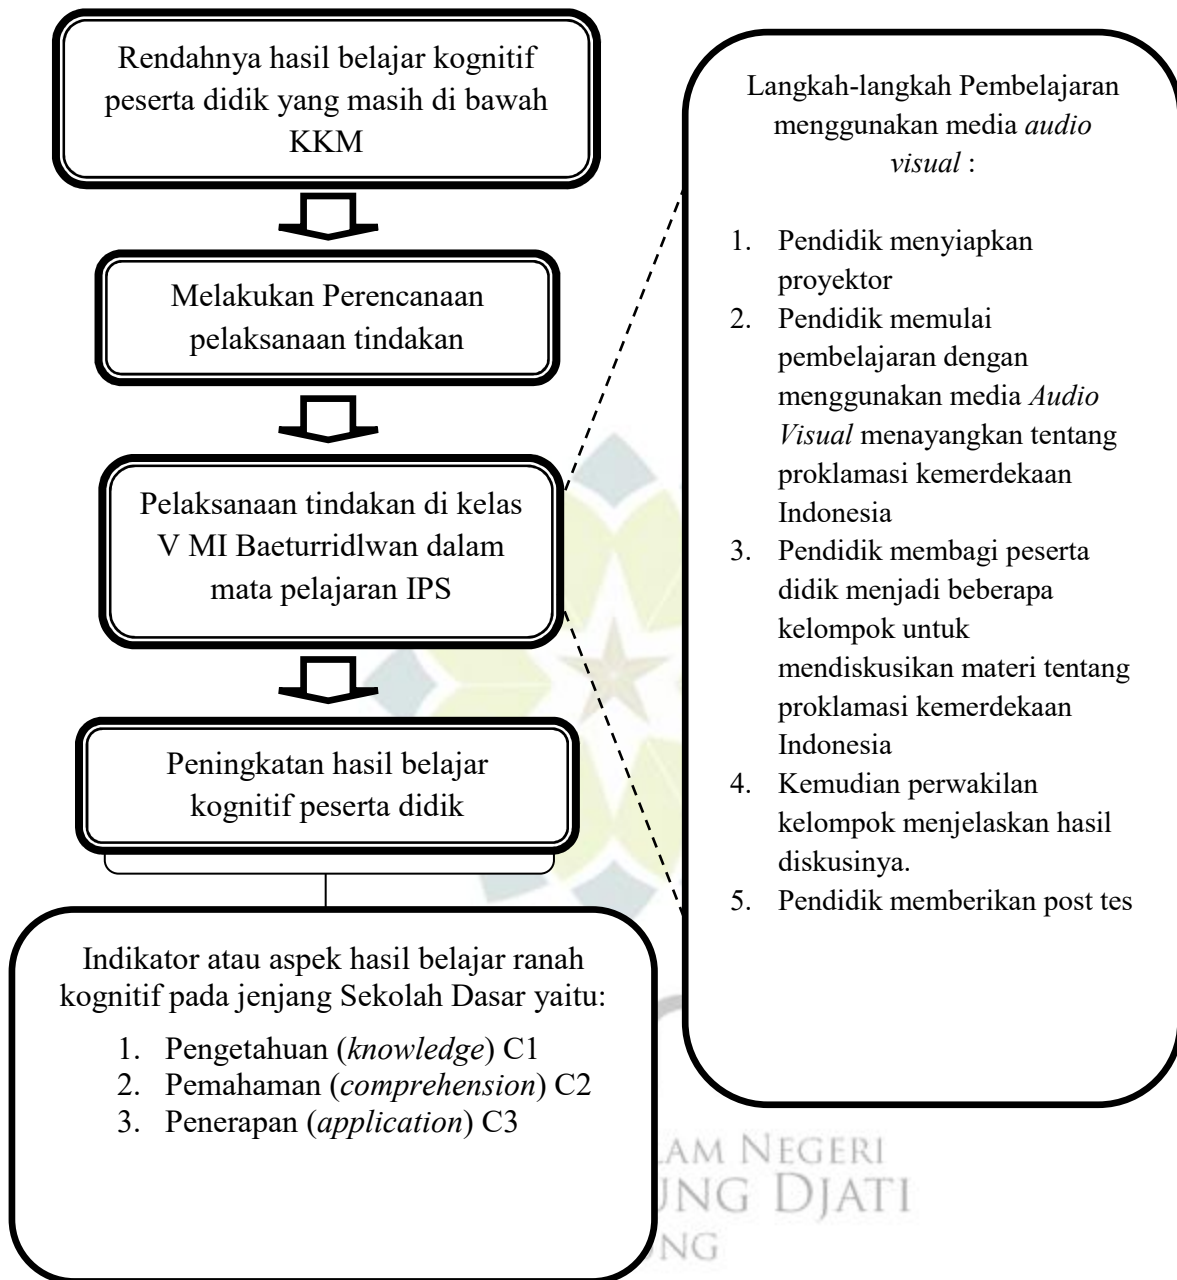 Rendahnya hasil belajar kognitif
peserta didik yang masih di bawah
KKM
Melakukan Perencanaan
pelaksanaan tindakan
Pelaksanaan tindakan di kelas
V MI Baeturridlwan dalam
mata pelajaran IPS
Peningkatan hasil belajar
kognitif peserta didik
Indikator atau aspek hasil belajar ranah
kognitif pada jenjang Sekolah Dasar yaitu:
1. Pengetahuan (knowledge) C1
2. Pemahaman (comprehension) C2
3. Penerapan (application) C3
Langkah-langkah Pembelajaran
menggunakan media audio
visual :
1. Pendidik menyiapkan
proyektor
2. Pendidik memulai
pembelajaran dengan
menggunakan media Audio
Visual menayangkan tentang
proklamasi kemerdekaan
Indonesia
3. Pendidik membagi peserta
didik menjadi beberapa
kelompok untuk
mendiskusikan materi tentang
proklamasi kemerdekaan
Indonesia
4. Kemudian perwakilan
kelompok menjelaskan hasil
diskusinya.
5. Pendidik memberikan post tes
LAM NEGERI
UNG DJATI
NG